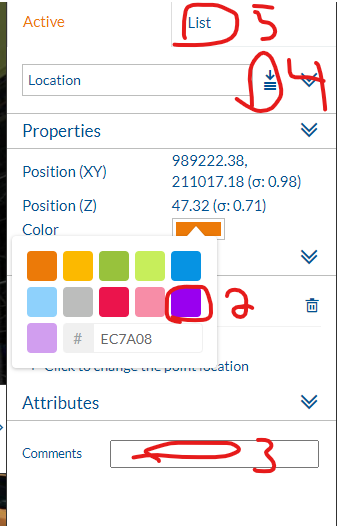 Active
List 5
Location 4
Properties
Position (XY) 989222.38,
211017.18 (σ: 0.98)
Position (Z) 47.32 (σ: 0.71)
Color
2
# EC7A08
Click to change the point location
Attributes
Comments 3